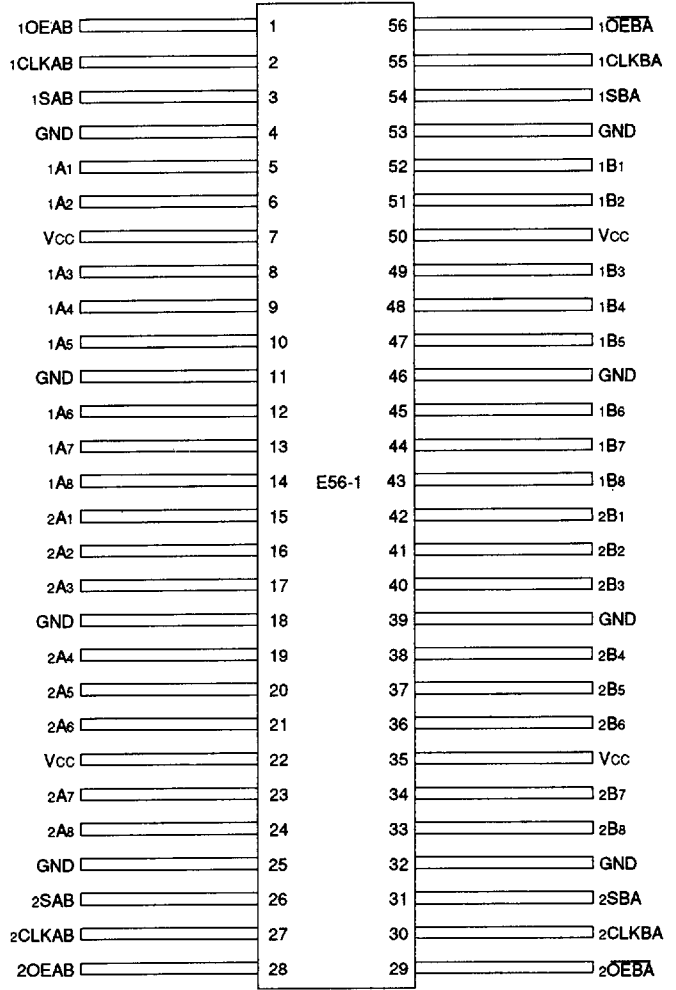 1OEAB 1 56 1O̅E̅B̅A̅
1CLKAB 2 55 1CLKBA
1SAB 3 54 1SBA
GND 4 53 GND
1A1 5 52 1B1
1A2 6 51 1B2
VCC 7 50 VCC
1A3 8 49 1B3
1A4 9 48 1B4
1A5 10 47 1B5
GND 11 46 GND
1A6 12 45 1B6
1A7 13 44 1B7
1A8 14 E56-1 43 1B8
2A1 15 42 2B1
2A2 16 41 2B2
2A3 17 40 2B3
GND 18 39 GND
2A4 19 38 2B4
2A5 20 37 2B5
2A6 21 36 2B6
VCC 22 35 VCC
2A7 23 34 2B7
2A8 24 33 2B8
GND 25 32 GND
2SAB 26 31 2SBA
2CLKAB 27 30 2CLKBA
2OEAB 28 29 2O̅E̅B̅A̅